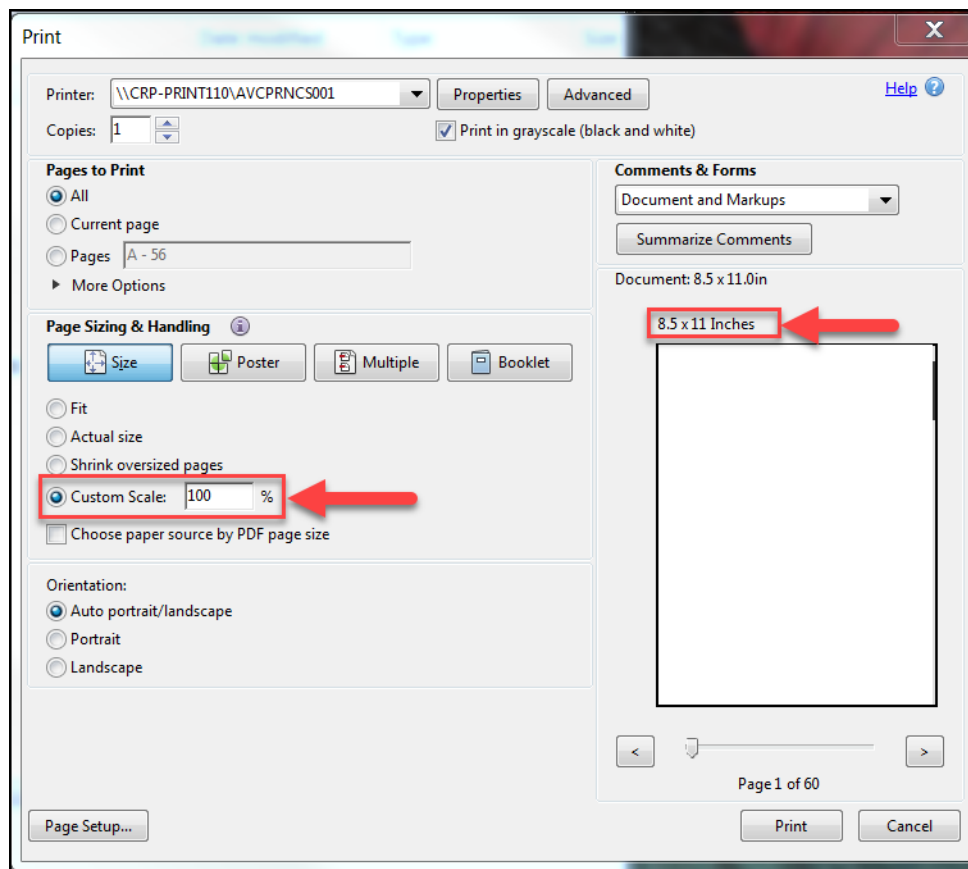 Print
Printer: \\CRP-PRINT110\AVCPRNCS001 Properties Advanced Help
Copies: 1 Print in grayscale (black and white)
Pages to Print
All
Current page
Pages A - 56
More Options
Comments & Forms
Document and Markups
Summarize Comments
Page Sizing & Handling
Size Poster Multiple Booklet
Fit
Actual size
Shrink oversized pages
Custom Scale: 100 %
Choose paper source by PDF page size
Orientation:
Auto portrait/landscape
Portrait
Landscape
Document: 8.5 x 11.0in
8.5 x 11 Inches
< >
Page 1 of 60
Page Setup... Print Cancel